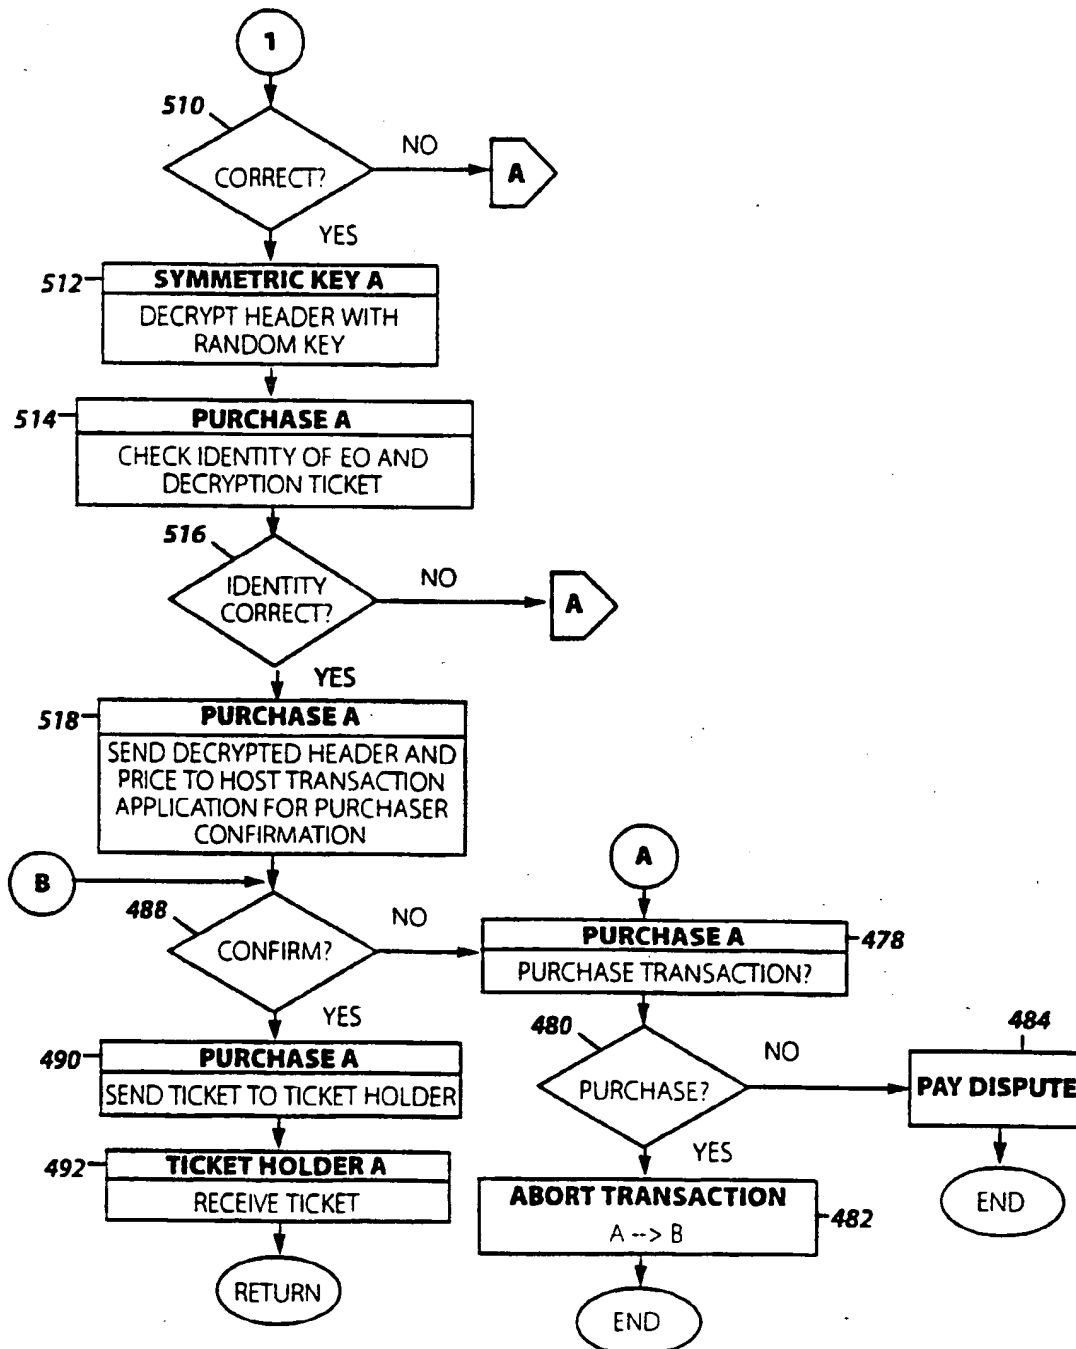 1
510
CORRECT?
NO
A
YES
512
SYMMETRIC KEY A
DECRYPT HEADER WITH
RANDOM KEY
514
PURCHASE A
CHECK IDENTITY OF EO AND
DECRYPTION TICKET
516
IDENTITY
CORRECT?
NO
A
YES
518
PURCHASE A
SEND DECRYPTED HEADER AND
PRICE TO HOST TRANSACTION
APPLICATION FOR PURCHASER
CONFIRMATION
B
488
CONFIRM?
NO
YES
490
PURCHASE A
SEND TICKET TO TICKET HOLDER
492
TICKET HOLDER A
RECEIVE TICKET
RETURN
A
PURCHASE A
478
PURCHASE TRANSACTION?
480
PURCHASE?
NO
484
PAY DISPUTE
END
YES
ABORT TRANSACTION
482
A --> B
END